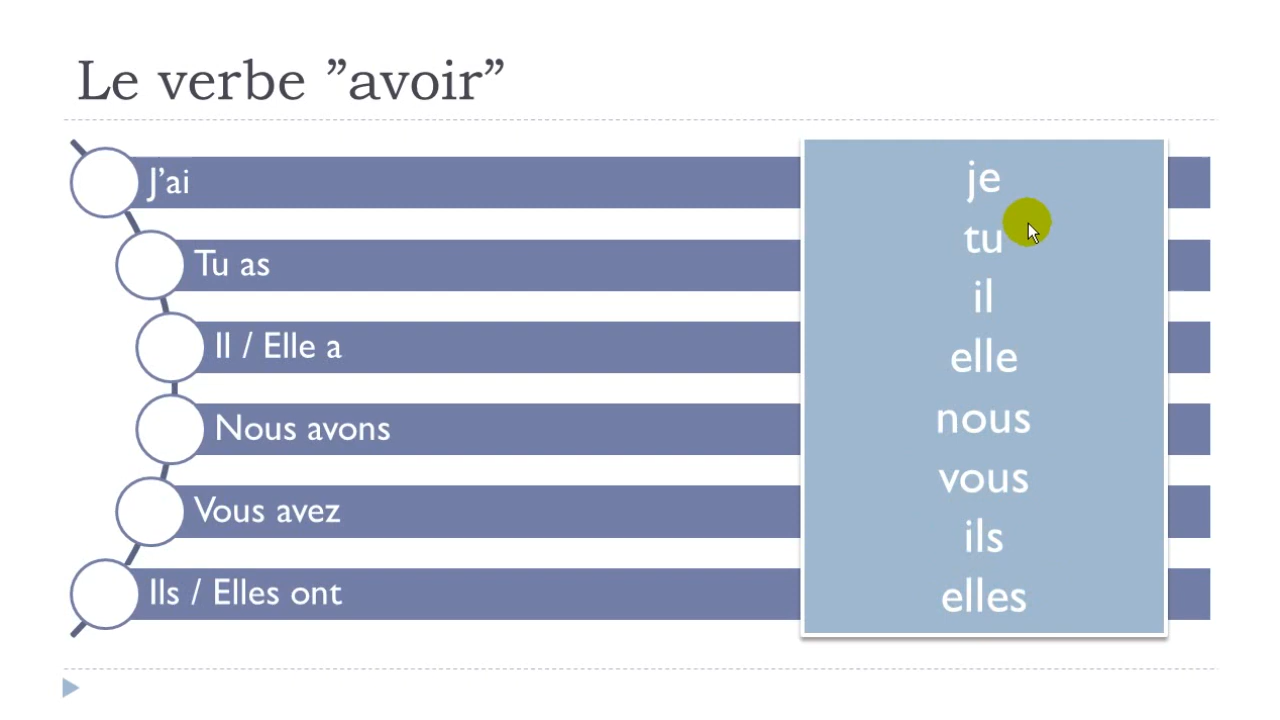 Le verbe ”avoir”
J’ai
Tu as
Il / Elle a
Nous avons
Vous avez
Ils / Elles ont
je
tu
il
elle
nous
vous
ils
elles